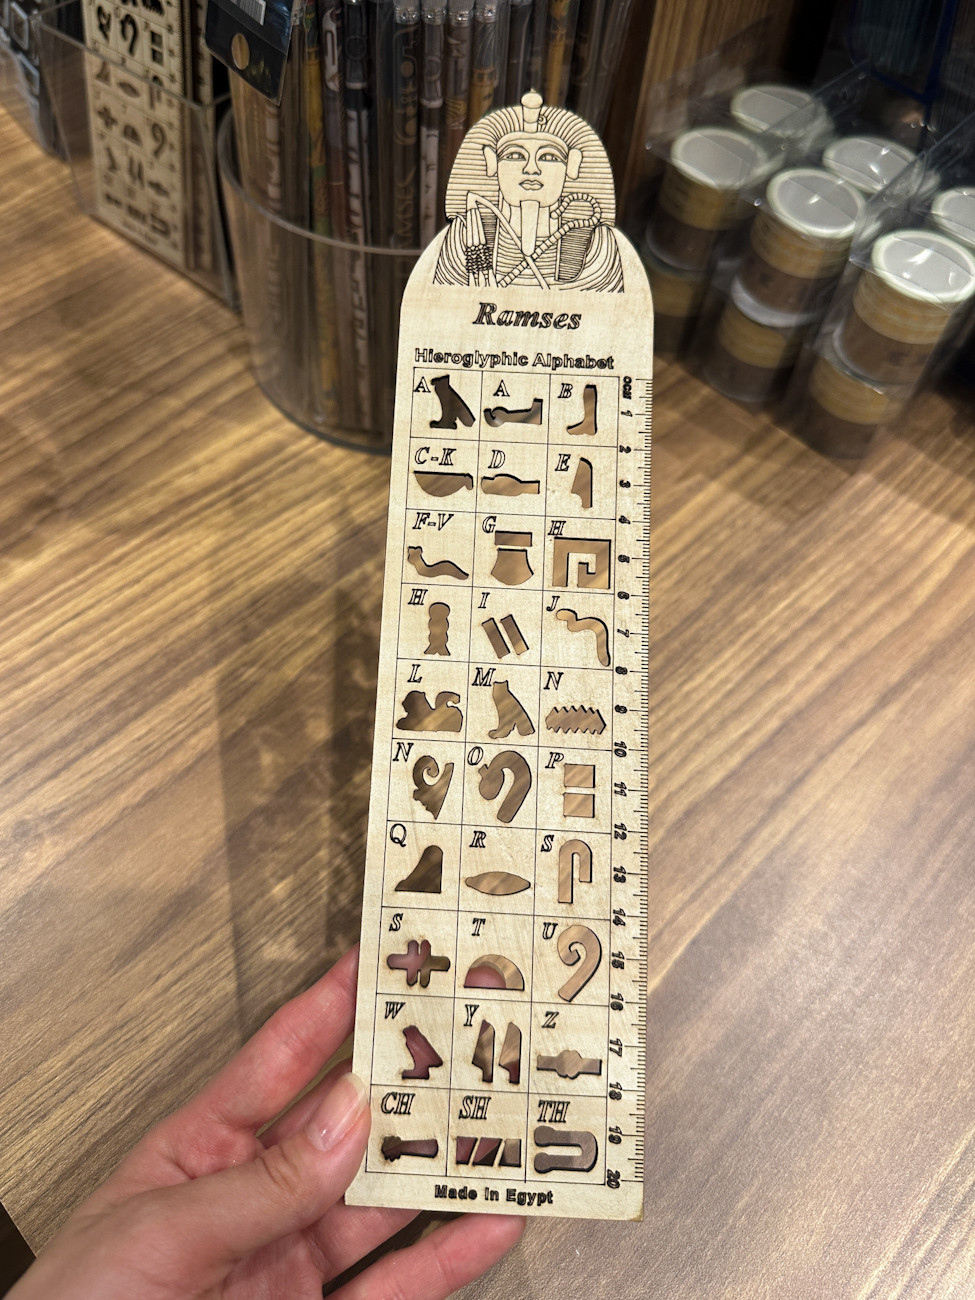 Ramses
Hieroglyphic Alphabet
A A B
C-K D E
F-V G H
H I J
L M N
N O P
Q R S
S T U
W Y Z
CH SH TH
0CM 1 2 3 4 5 6 7 8 9 10 11 12 13 14 15 16 17 18 19 20
Made In Egypt